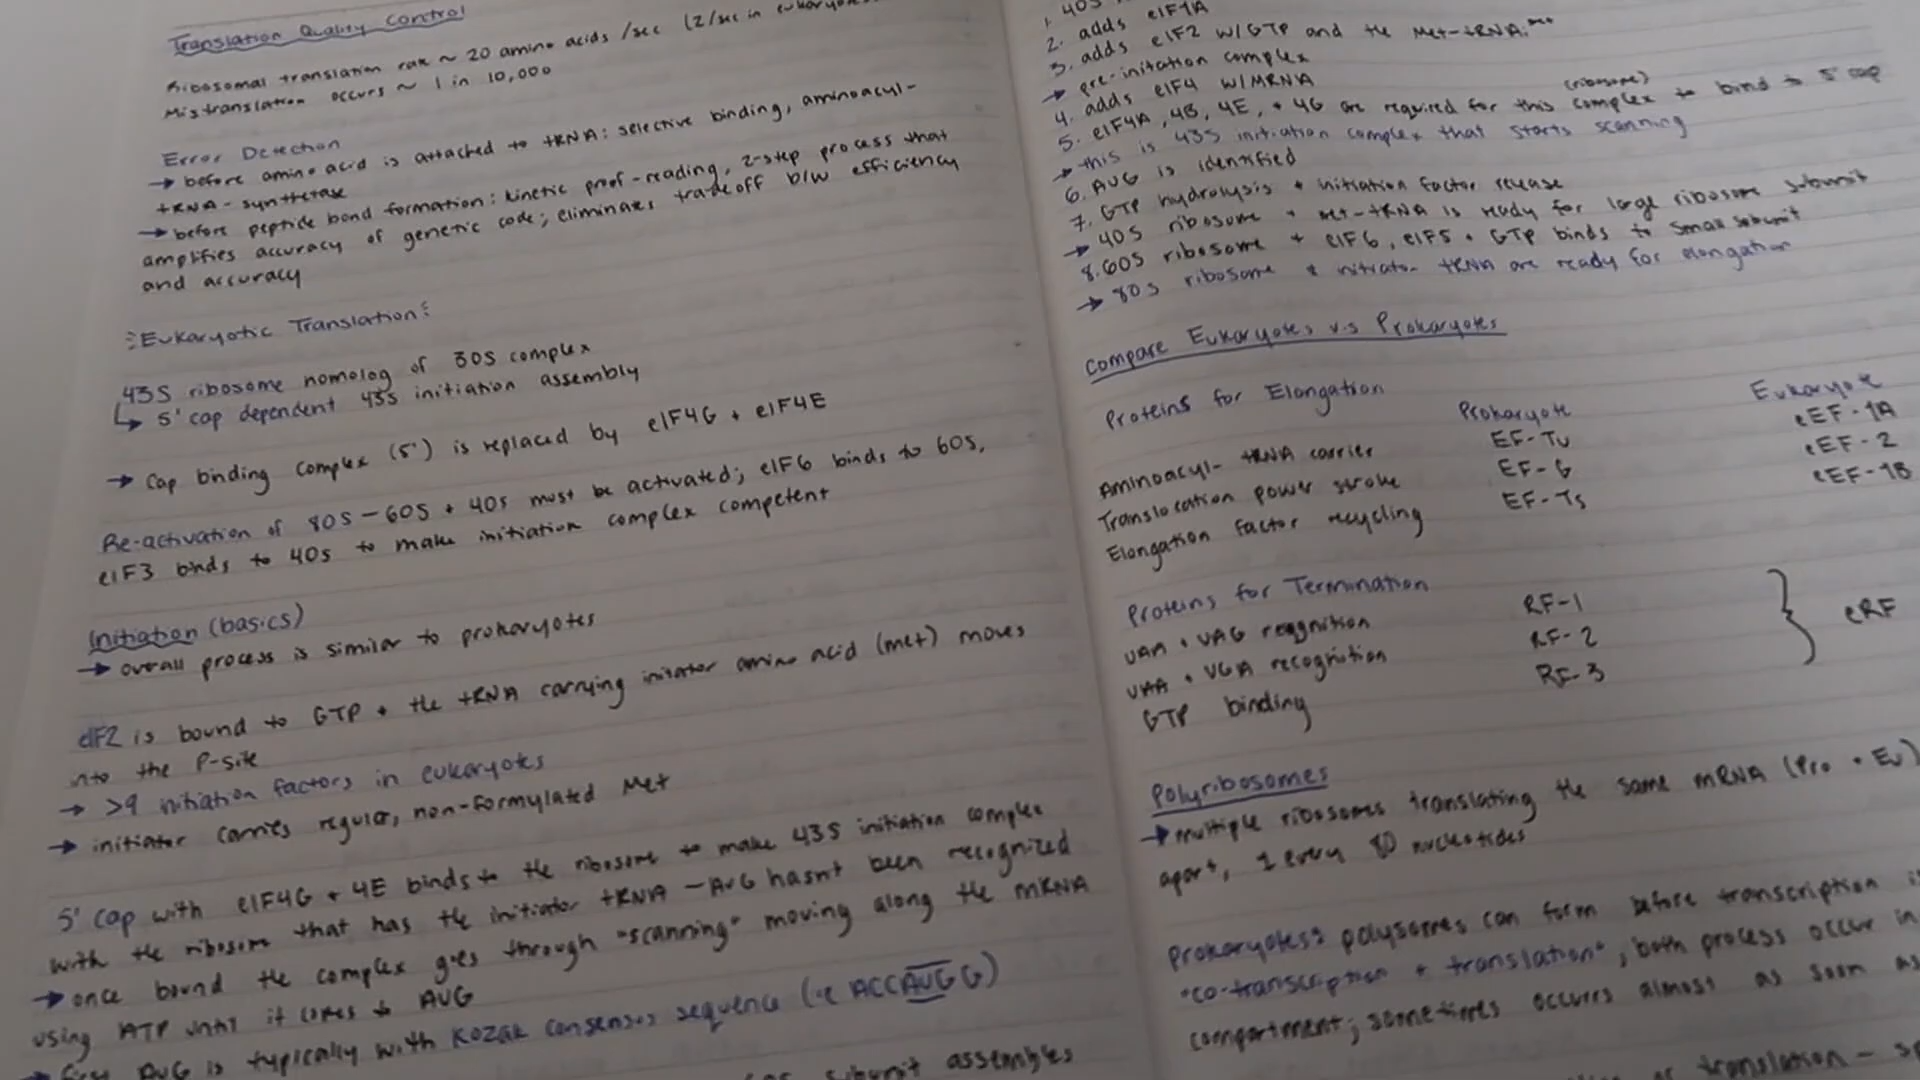 Translation Quality Control
Ribosomal translation rate ~ 20 amino acids /sec (2/sec in eukaryotes
Mistranslation occurs ~ 1 in 10,000
Error Detection
→ before amino acid is attached to tRNA: selective binding, aminoacyl-
tRNA-synthetase
→ before peptide bond formation: kinetic proof-reading, 2-step process that
amplifies accuracy of genetic code; eliminates tradeoff b/w efficiency
and accuracy
Eukaryotic Translation:
43S ribosome homolog of 30S complex
↳ 5' cap dependent 43S initiation assembly
→ Cap binding complex (5') is replaced by eIF4G + eIF4E
Re-activation of 80S - 60S + 40S must be activated; eIF6 binds to 60S,
eIF3 binds to 40S to make initiation complex competent
Initiation (basics)
→ overall process is similar to prokaryotes
eIF2 is bound to GTP + the tRNA carrying initiator amino acid (met) moves
into the P-site
→ >9 initiation factors in eukaryotes
→ initiator carries regular, non-formylated Met
5' cap with eIF4G + 4E binds to the ribosome to make 43S initiation complex
with the ribosome that has the initiator tRNA - AUG hasnt been recognized
→ once bound the complex goes through "scanning" moving along the mRNA
using ATP until it comes to AUG
→ first AUG is typically with Kozak consensus sequence (ie ACCAUGG)
subunit assembles
1. 40S
2. adds eIF1A
3. adds eIF2 w/GTP and the Met-tRNAi
→ pre-initiation complex
4. adds eIF4 w/MRNA
5. eIF4A, 4B, 4E, + 4G are required for this (ribosome) complex to bind to 5' cap
→ this is 43S initiation complex that starts scanning
6. AUG is identified
7. GTP hydrolysis + initiation factor release
→ 40S ribosome + met-tRNA is ready for large ribosome subunit
8. 60S ribosome + eIF6, eIF5 + GTP binds to small subunit
→ 80S ribosome + initiator tRNA are ready for elongation
Compare Eukaryotes v.s Prokaryotes
Proteins for Elongation Prokaryote Eukaryote
Aminoacyl-tRNA carrier EF-Tu eEF-1A
Translocation power stroke EF-G eEF-2
Elongation factor recycling EF-Ts eEF-1B
Proteins for Termination
UAA + UAG recognition RF-1
UAA + UGA recognition RF-2 eRF
GTP binding RF-3
Polyribosomes
→ multiple ribosomes translating the same mRNA (Pro + Eu)
apart, 1 every 80 nucleotides
Prokaryotes: polysomes can form before transcription
"co-transcription + translation", both process occur in
compartment; sometimes occurs almost as soon as
translation -